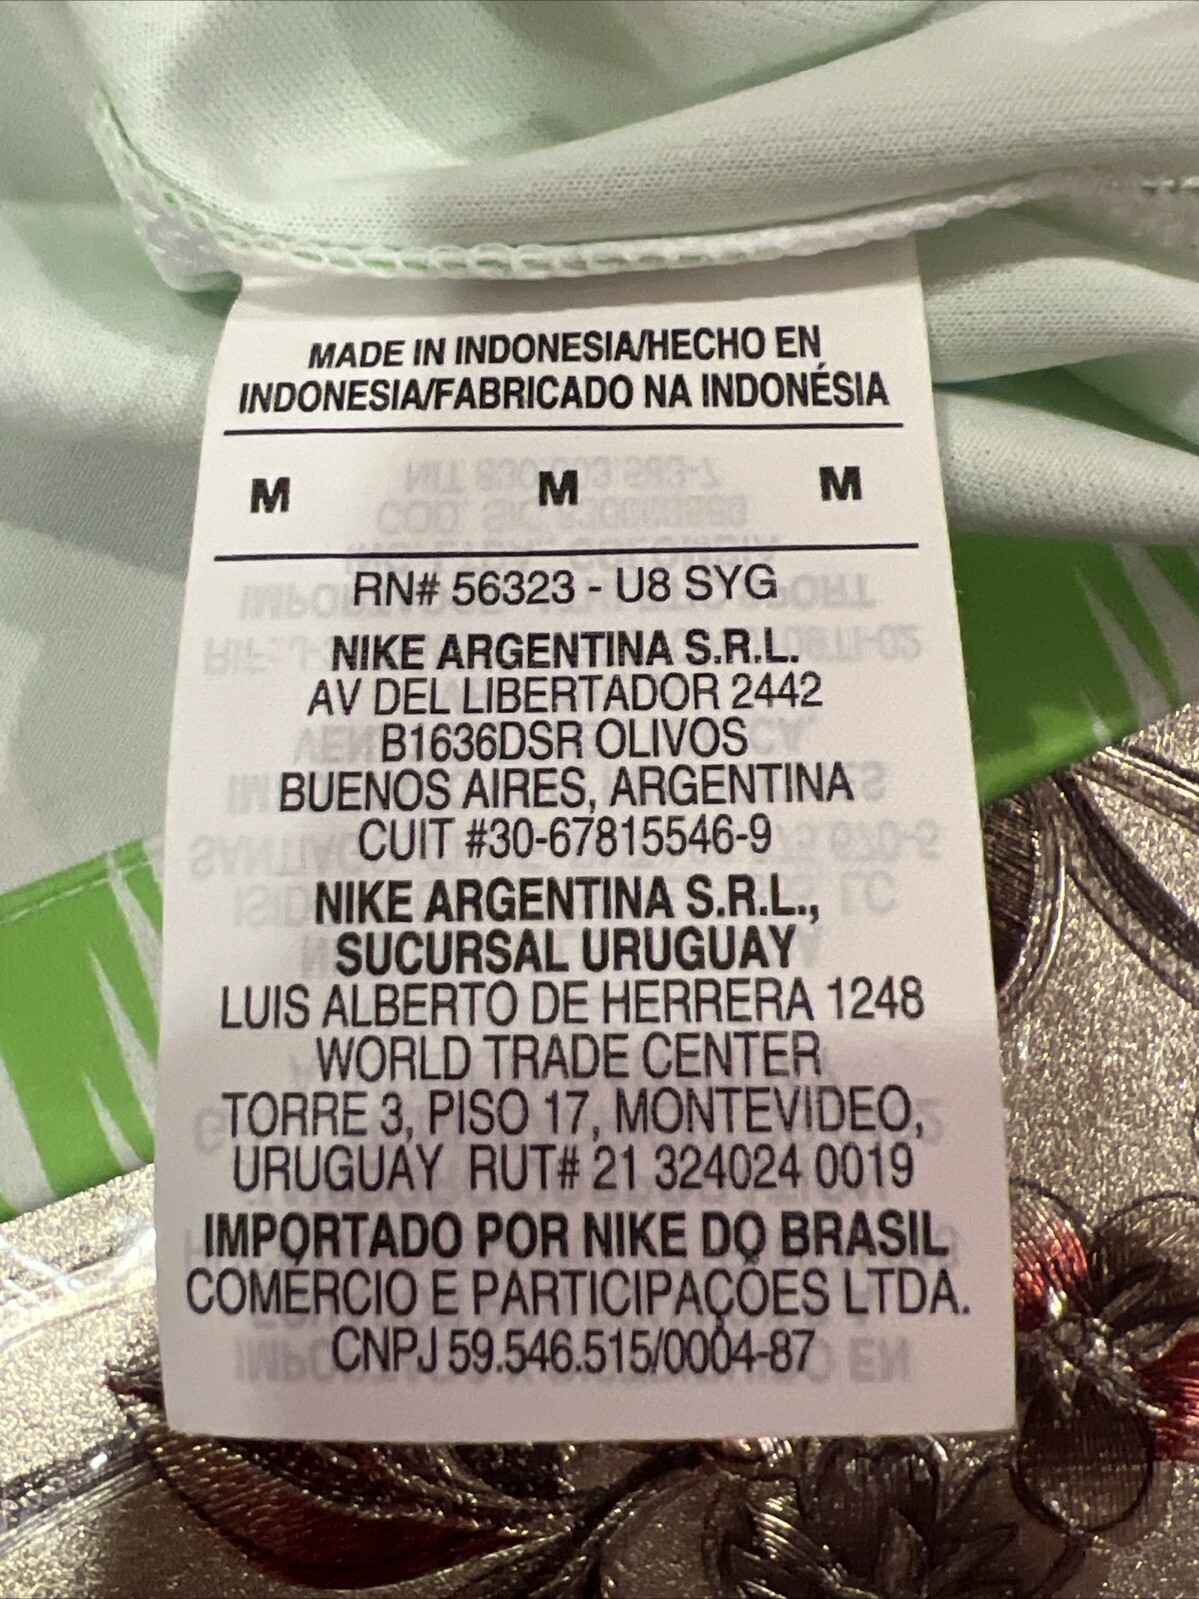 MADE IN INDONESIA/HECHO EN
INDONESIA/FABRICADO NA INDONÉSIA
M M M
RN# 56323 - U8 SYG
NIKE ARGENTINA S.R.L.
AV DEL LIBERTADOR 2442
B1636DSR OLIVOS
BUENOS AIRES, ARGENTINA
CUIT #30-67815546-9
NIKE ARGENTINA S.R.L.,
SUCURSAL URUGUAY
LUIS ALBERTO DE HERRERA 1248
WORLD TRADE CENTER
TORRE 3, PISO 17, MONTEVIDEO,
URUGUAY RUT# 21 324024 0019
IMPORTADO POR NIKE DO BRASIL
COMÉRCIO E PARTICIPAÇÕES LTDA.
CNPJ 59.546.515/0004-87